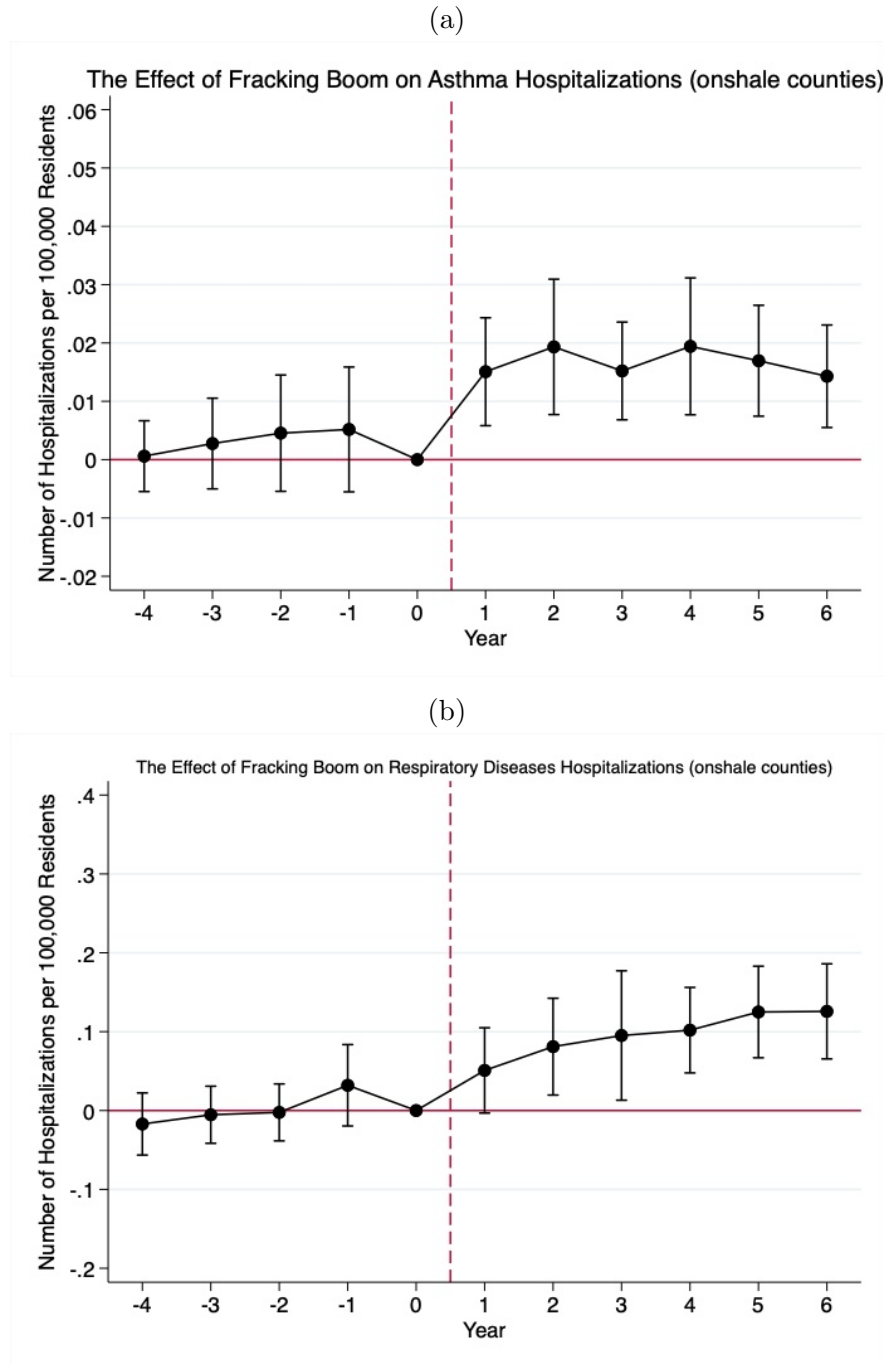 (a)
The Effect of Fracking Boom on Asthma Hospitalizations (onshale counties)
Number of Hospitalizations per 100,000 Residents
.06
.05
.04
.03
.02
.01
0
-.01
-.02
-4 -3 -2 -1 0 1 2 3 4 5 6
Year
(b)
The Effect of Fracking Boom on Respiratory Diseases Hospitalizations (onshale counties)
Number of Hospitalizations per 100,000 Residents
.4
.3
.2
.1
0
-.1
-.2
-4 -3 -2 -1 0 1 2 3 4 5 6
Year